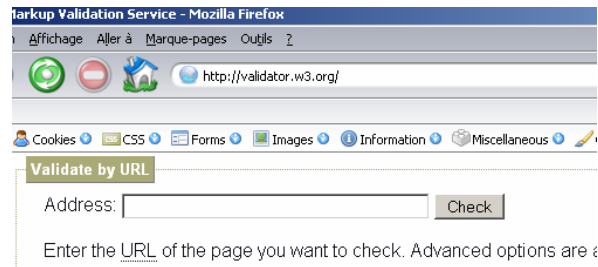 Markup Validation Service - Mozilla Firefox
Affichage Aller à Marque-pages Outils ?
http://validator.w3.org/
Cookies CSS Forms Images Information Miscellaneous
Validate by URL
Address: Check
Enter the URL of the page you want to check. Advanced options are